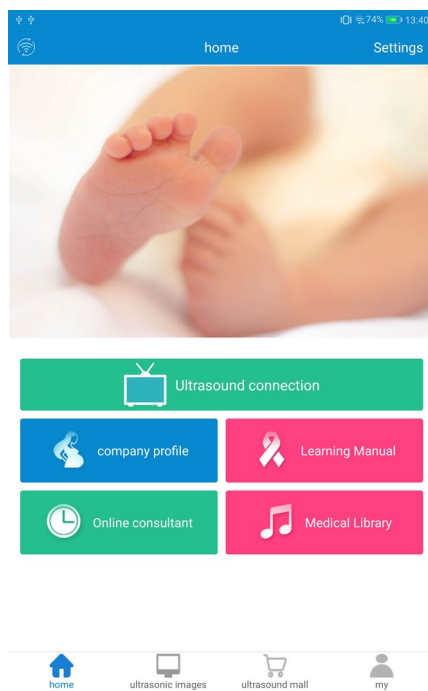 74% 13:40
home Settings
Ultrasound connection
company profile Learning Manual
Online consultant Medical Library
home ultrasonic images ultrasound mall my